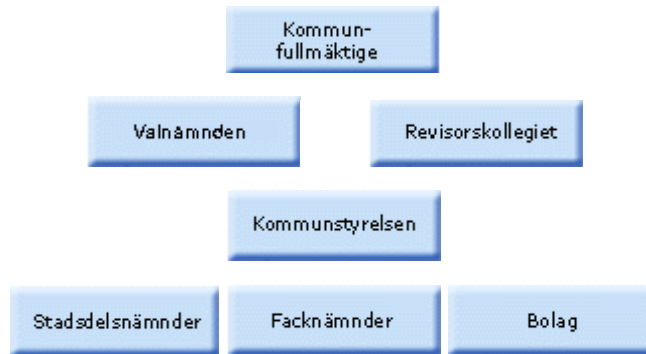 Kommun-
fullmäktige
Valnämnden
Revisorskollegiet
Kommunstyrelsen
Stadsdelsnämnder
Facknämnder
Bolag